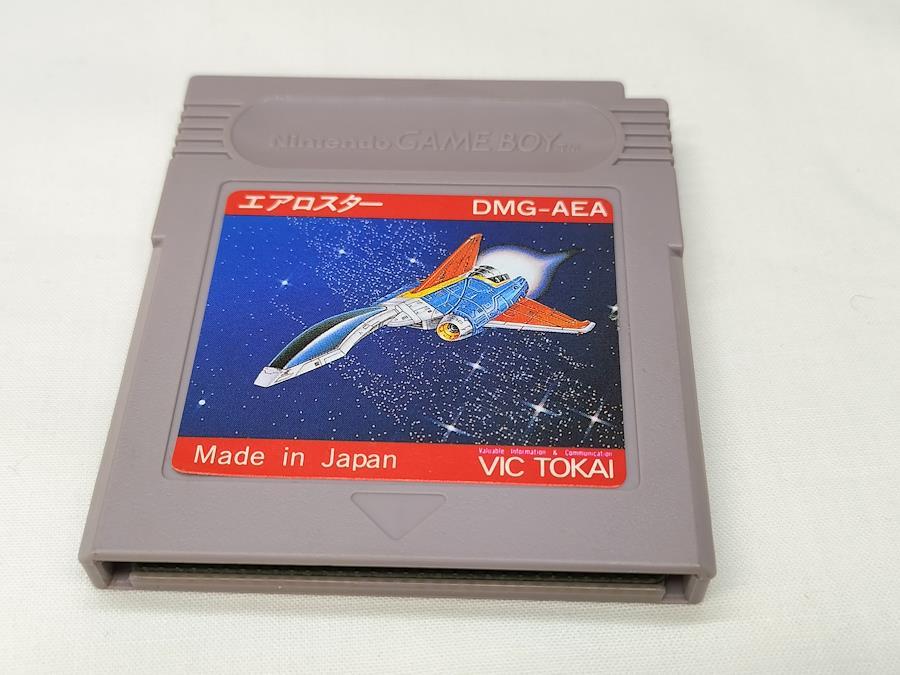 Nintendo GAME BOY TM
エアロスター DMG-AEA
Made in Japan
Valuable Information & Communication
VIC TOKAI